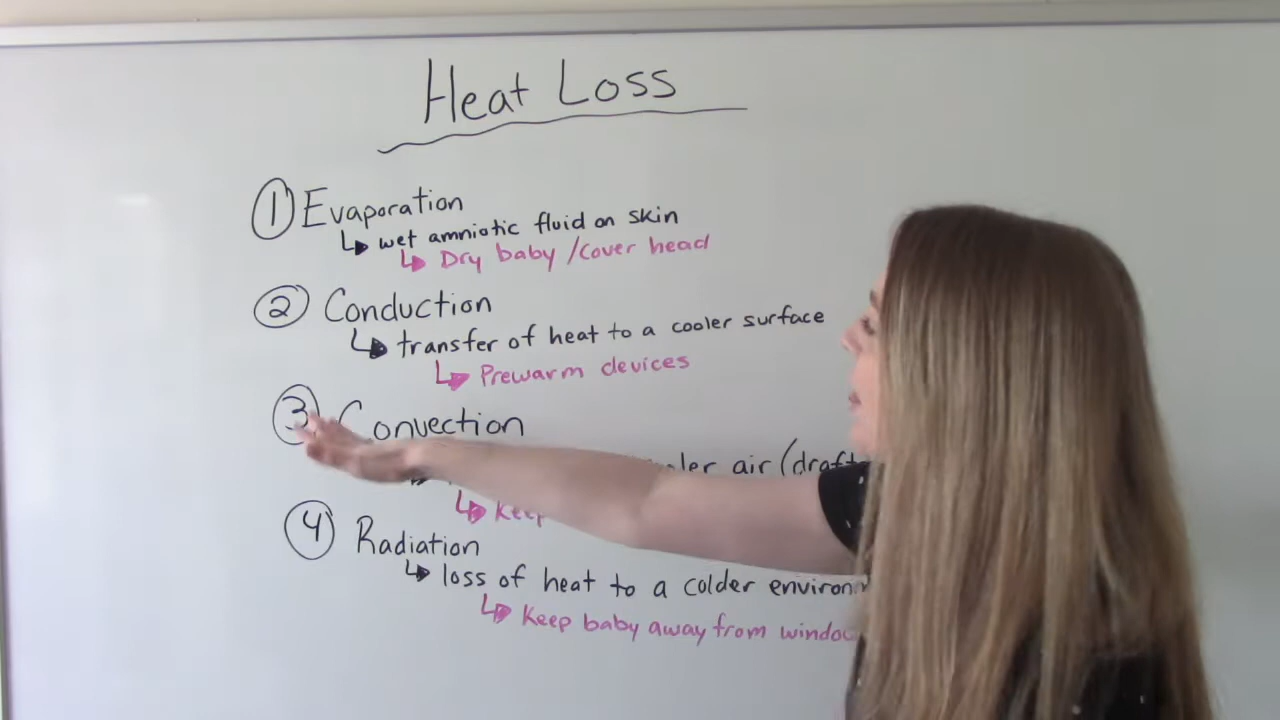 Heat Loss
① Evaporation
↳ wet amniotic fluid on skin
↳ Dry baby / cover head
② Conduction
↳ transfer of heat to a cooler surface
↳ Prewarm devices
③ Convection
air (draft
↳ Keep
④ Radiation
↳ loss of heat to a colder
↳ Keep baby away from